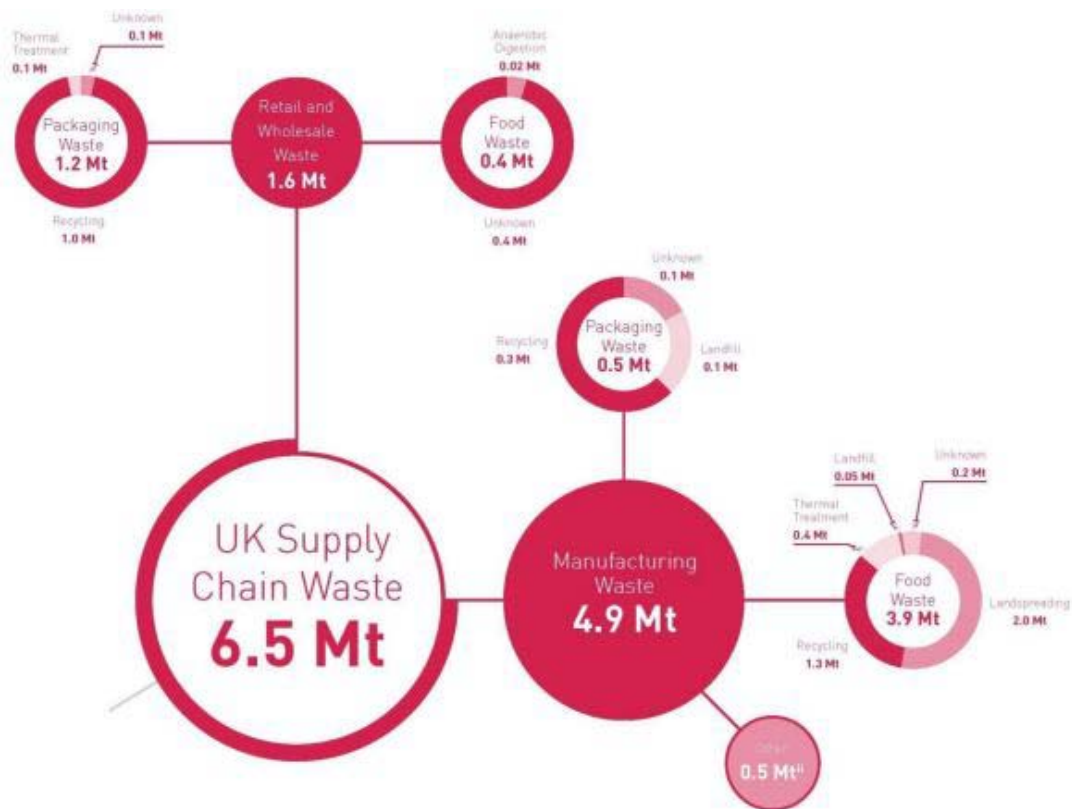 Unknown
0.1 Mt
Thermal
Treatment
0.1 Mt
Packaging
Waste
1.2 Mt
Recycling
1.0 Mt
Retail and
Wholesale
Waste
1.6 Mt
Anaerobic
Digestion
0.02 Mt
Food
Waste
0.4 Mt
Unknown
0.4 Mt
Unknown
0.1 Mt
Packaging
Waste
0.5 Mt
Recycling
0.3 Mt
Landfill
0.1 Mt
UK Supply
Chain Waste
6.5 Mt
Manufacturing
Waste
4.9 Mt
Landfill
0.05 Mt
Unknown
0.2 Mt
Thermal
Treatment
0.4 Mt
Food
Waste
3.9 Mt
Landspreading
2.0 Mt
Recycling
1.3 Mt
Other
0.5 Mtⁱⁱ